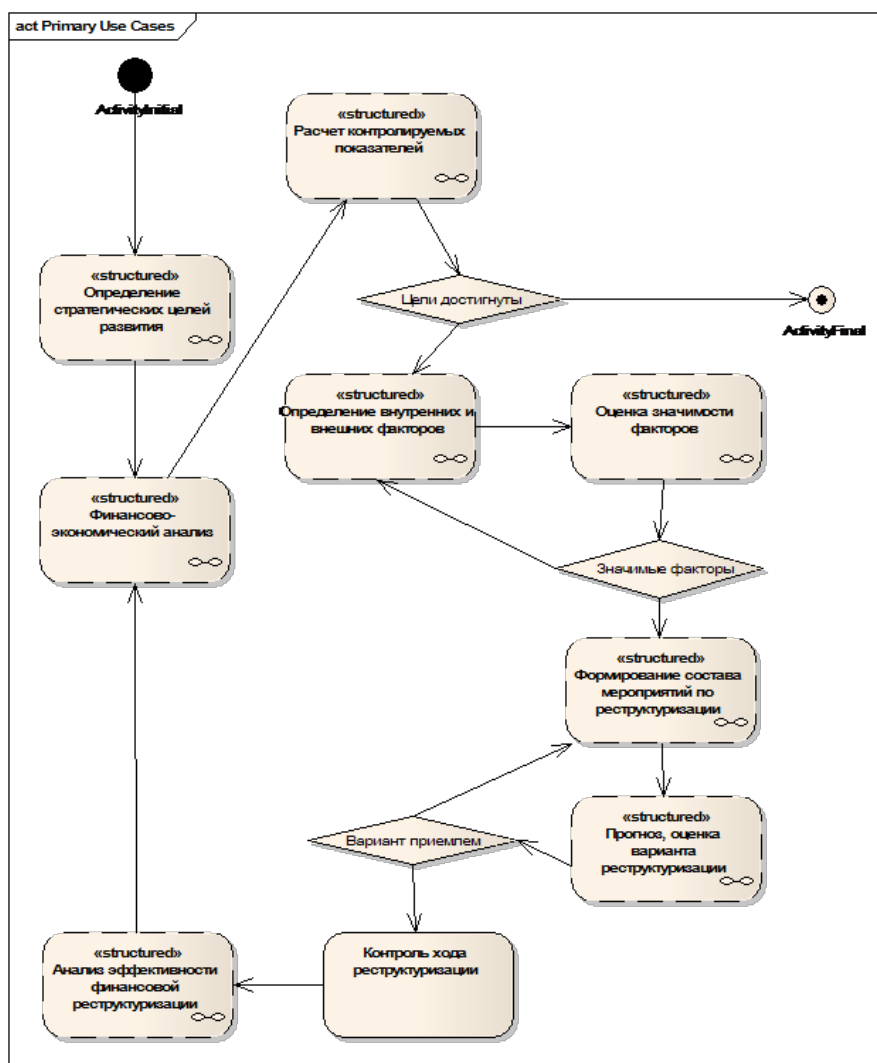 act Primary Use Cases
ActivityInitial
«structured»
Расчет контролируемых
показателей
«structured»
Определение
стратегических целей
развития
Цели достигнуты
ActivityFinal
«structured»
Определение внутренних и
внешних факторов
«structured»
Оценка значимости
факторов
«structured»
Финансово-
экономический анализ
Значимые факторы
«structured»
Формирование состава
мероприятий по
реструктуризации
«structured»
Прогноз, оценка
варианта
реструктуризации
Вариант приемлем
Контроль хода
реструктуризации
«structured»
Анализ эффективности
финансовой
реструктуризации